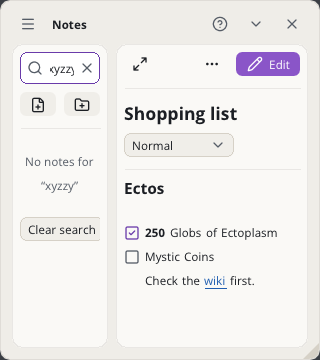 Notes
xyzzy
Edit
No notes for
“xyzzy”
Clear search
Shopping list
Normal
Ectos
250 Globs of Ectoplasm
Mystic Coins
Check the wiki first.